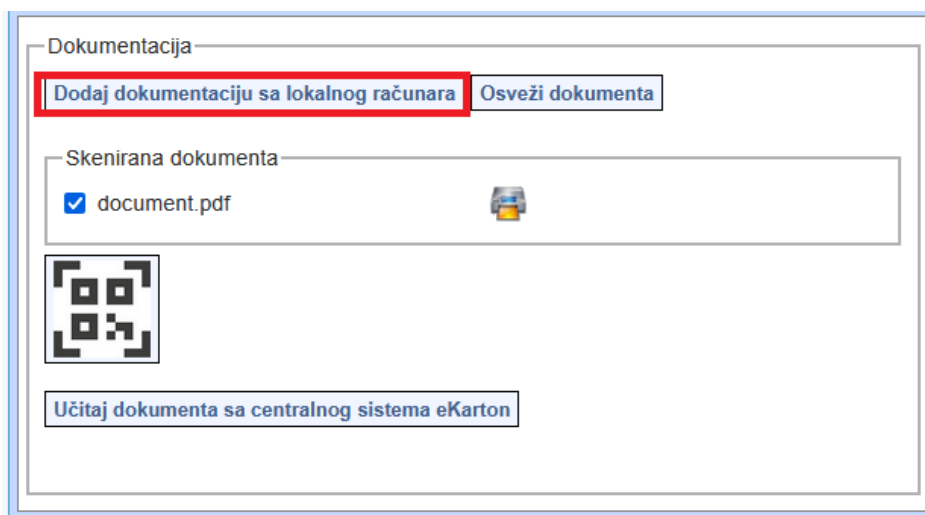 Dokumentacija
Dodaj dokumentaciju sa lokalnog računara Osveži dokumenta
Skenirana dokumenta
document.pdf
Učitaj dokumenta sa centralnog sistema eKarton